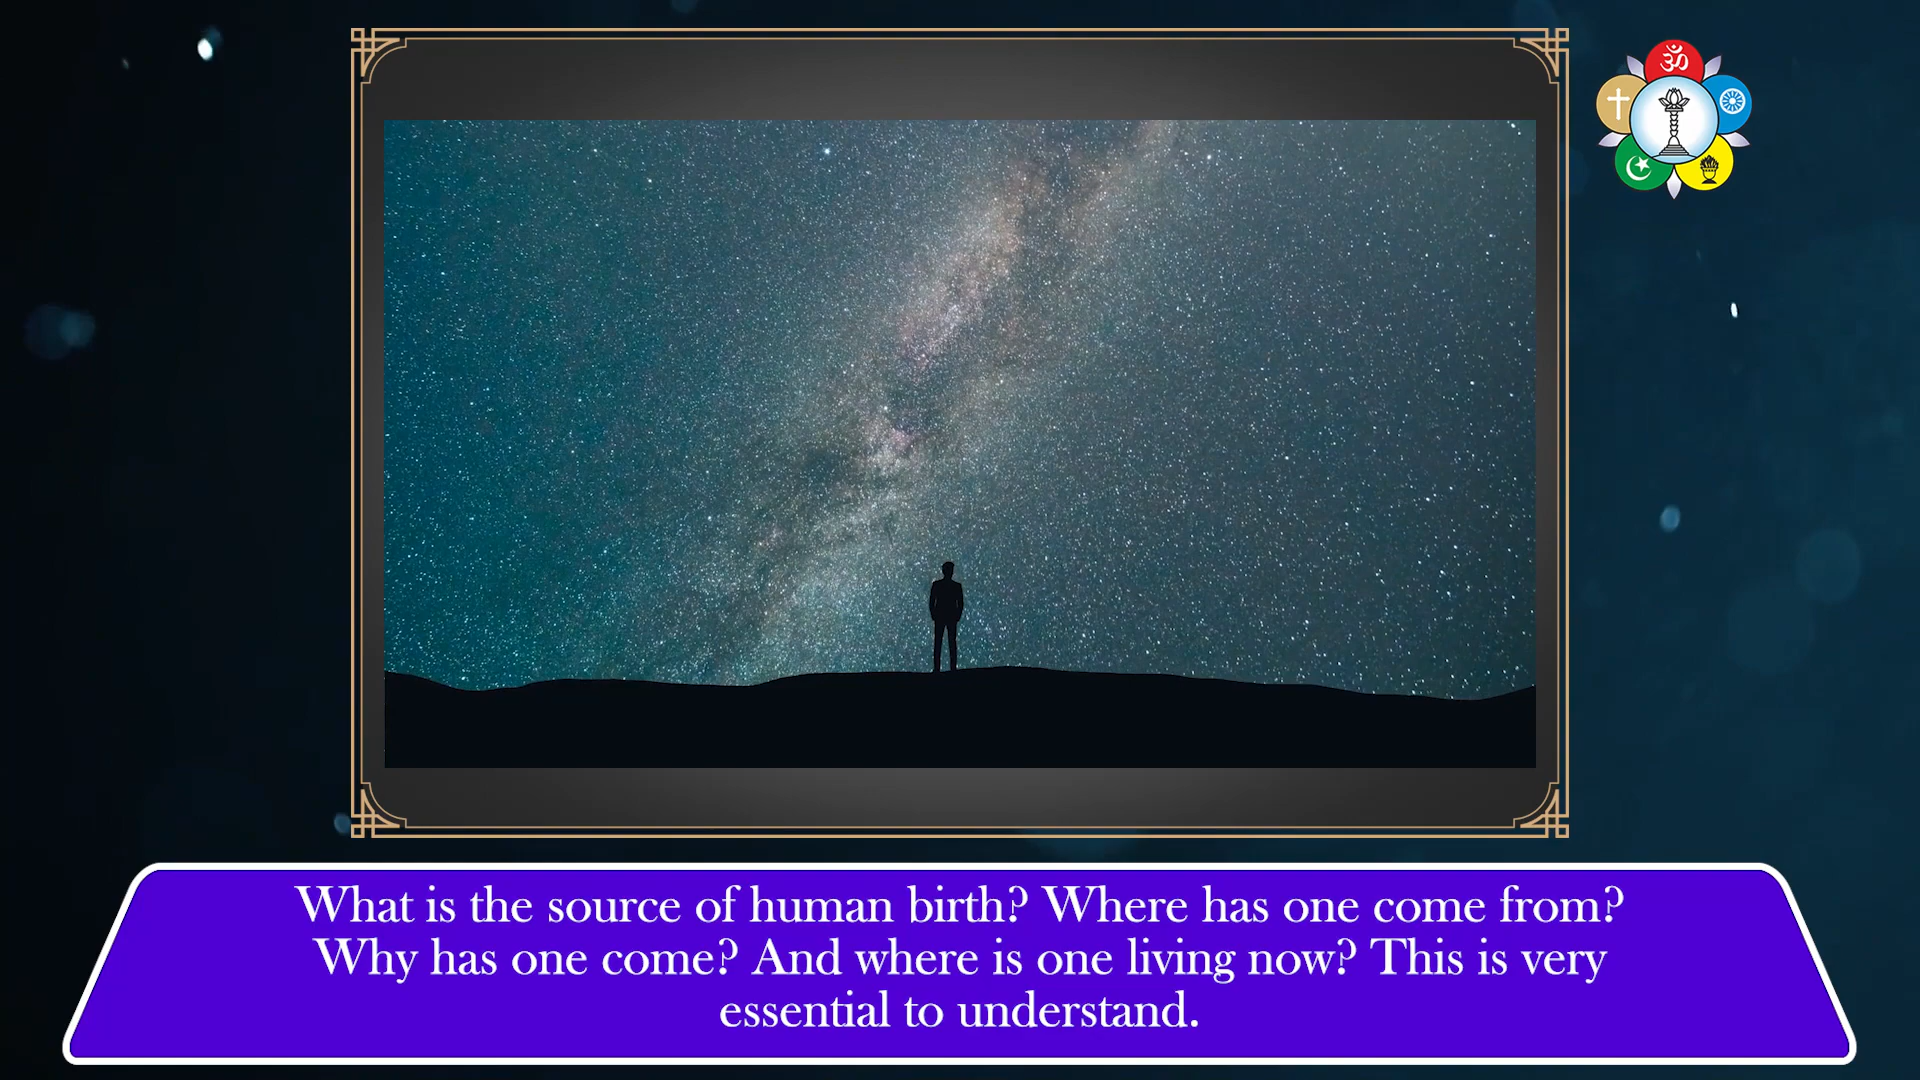 ॐ
What is the source of human birth? Where has one come from?
Why has one come? And where is one living now? This is very
essential to understand.